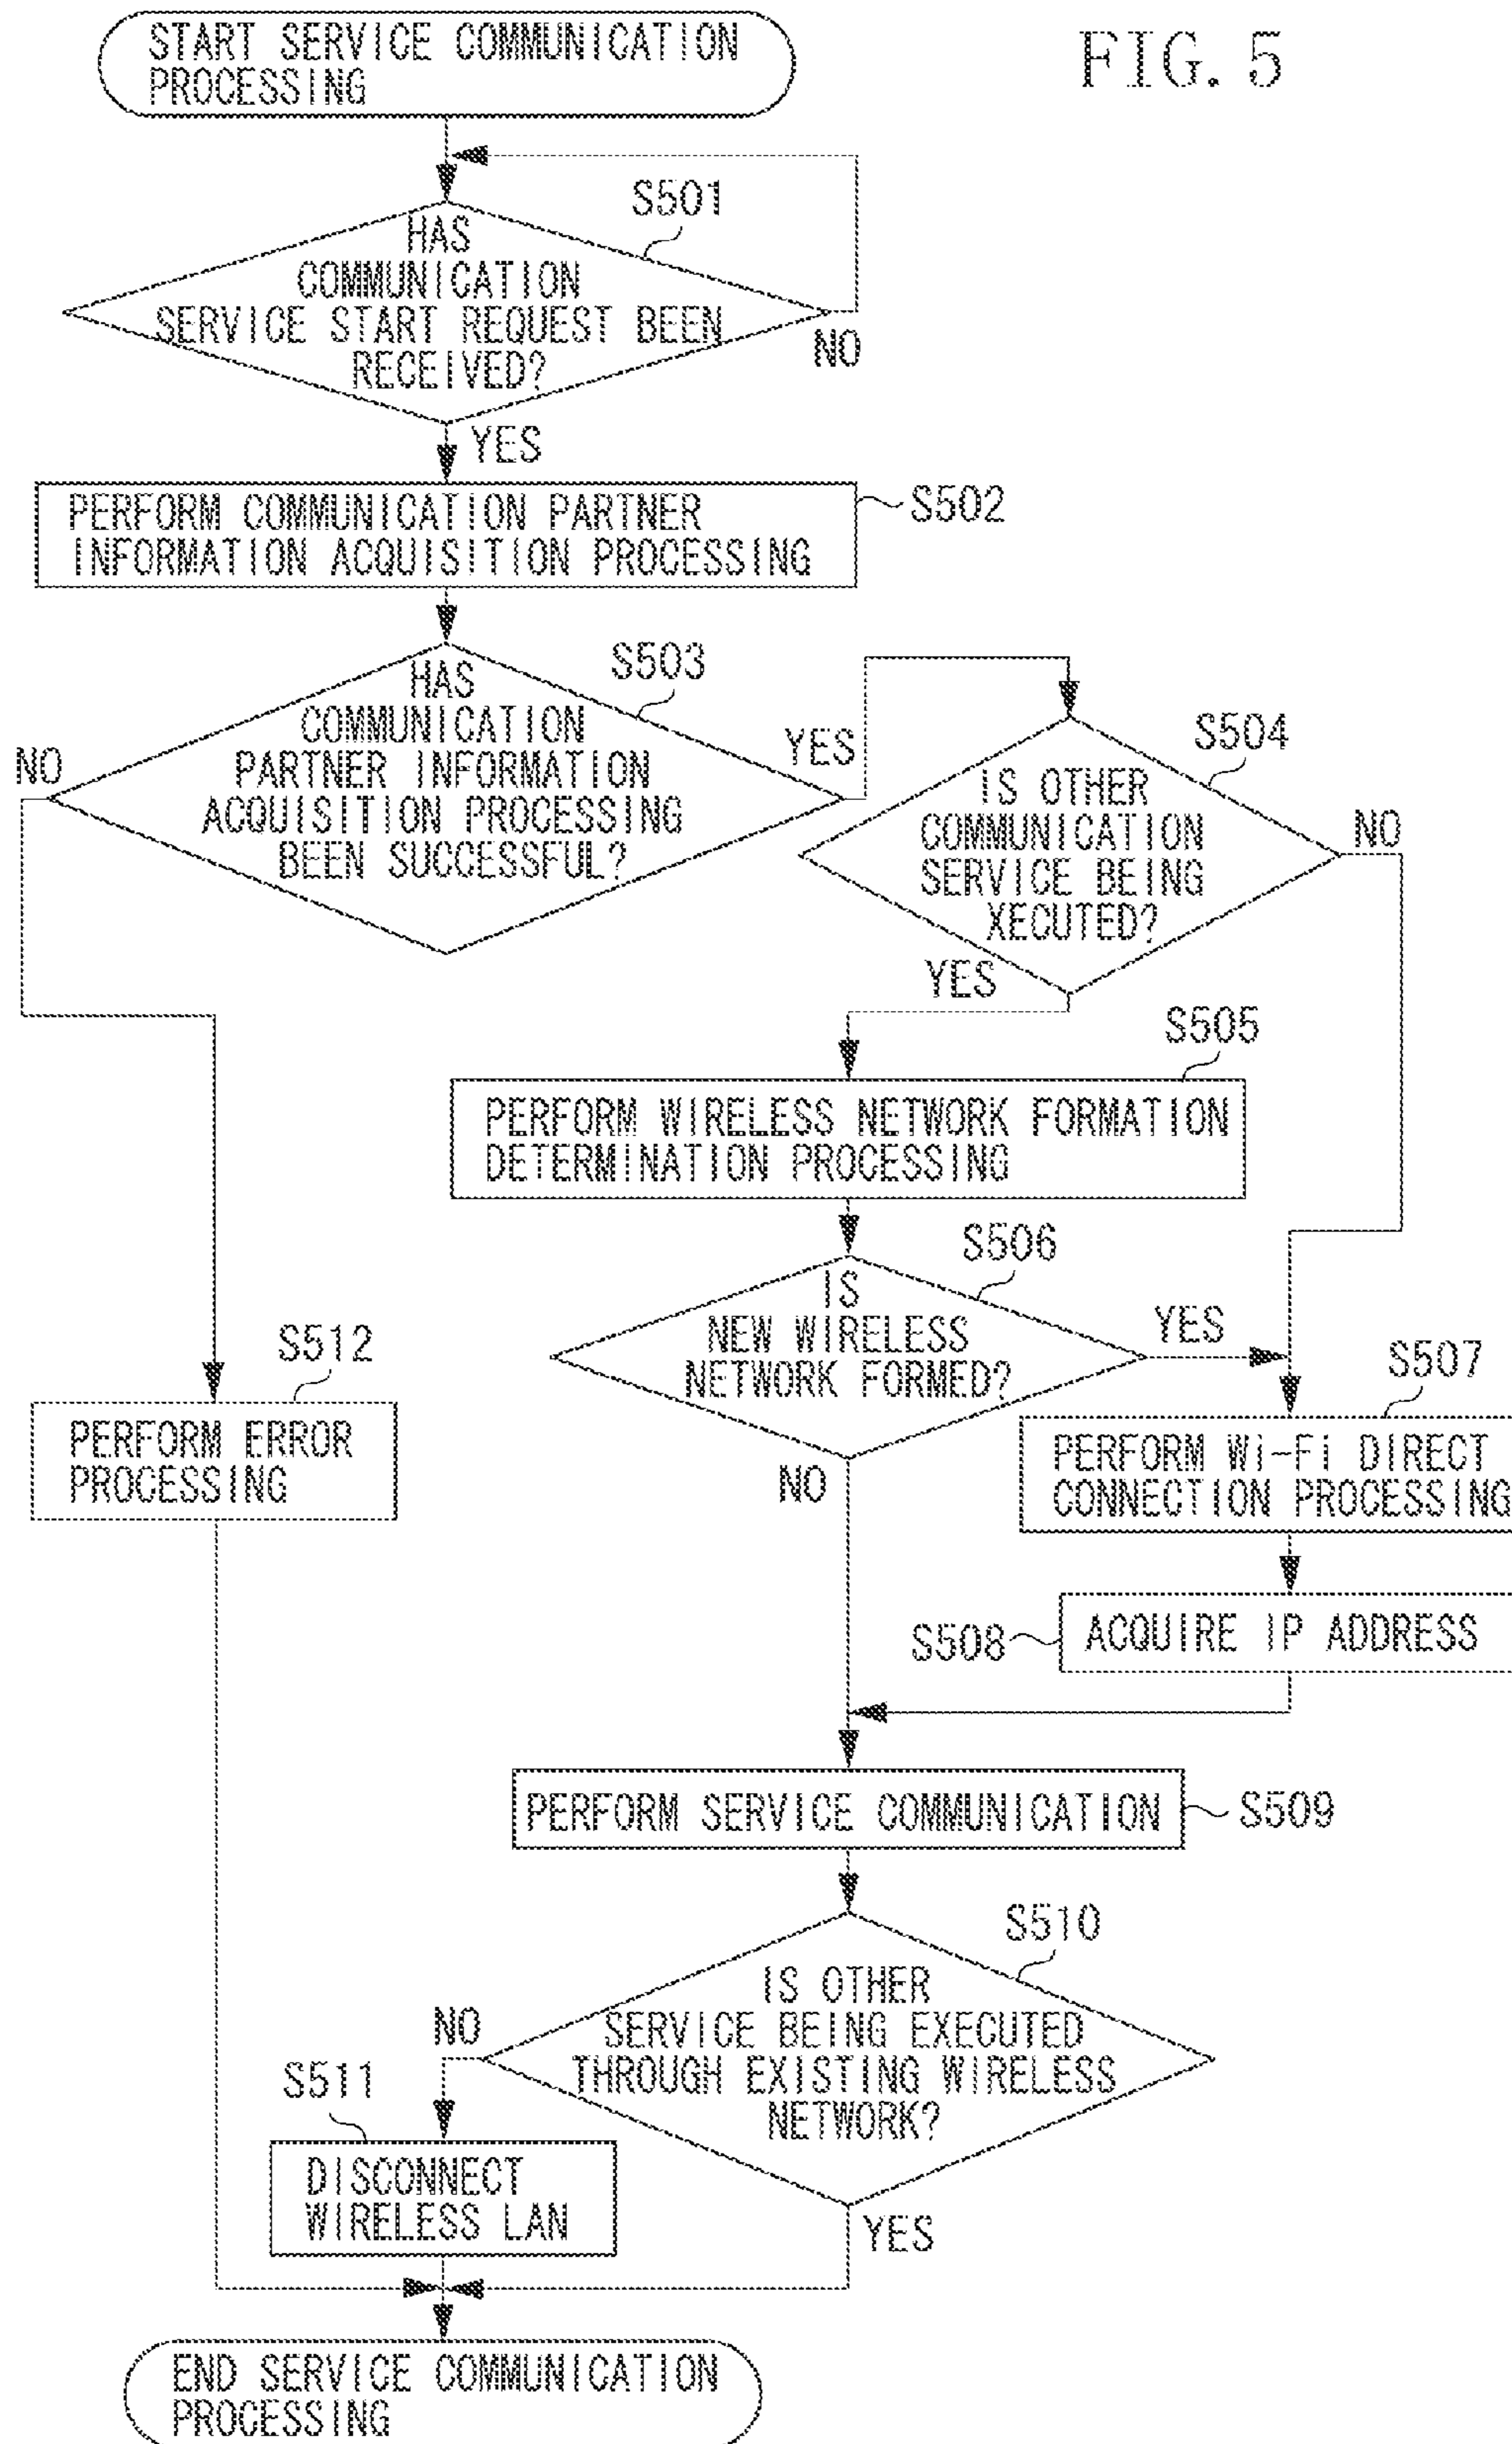 FIG. 5
START SERVICE COMMUNICATION
PROCESSING
S501
HAS
COMMUNICATION
SERVICE START REQUEST BEEN
RECEIVED?
NO
YES
PERFORM COMMUNICATION PARTNER
INFORMATION ACQUISITION PROCESSING
S502
S503
HAS
COMMUNICATION
PARTNER INFORMATION
ACQUISITION PROCESSING
BEEN SUCCESSFUL?
NO
YES
S504
IS OTHER
COMMUNICATION
SERVICE BEING
XECUTED?
NO
YES
S505
PERFORM WIRELESS NETWORK FORMATION
DETERMINATION PROCESSING
S506
IS
NEW WIRELESS
NETWORK FORMED?
YES
NO
S512
PERFORM ERROR
PROCESSING
S507
PERFORM Wi-Fi DIRECT
CONNECTION PROCESSING
S508
ACQUIRE IP ADDRESS
PERFORM SERVICE COMMUNICATION
S509
S510
IS OTHER
SERVICE BEING EXECUTED
THROUGH EXISTING WIRELESS
NETWORK?
NO
YES
S511
DISCONNECT
WIRELESS LAN
END SERVICE COMMUNICATION
PROCESSING